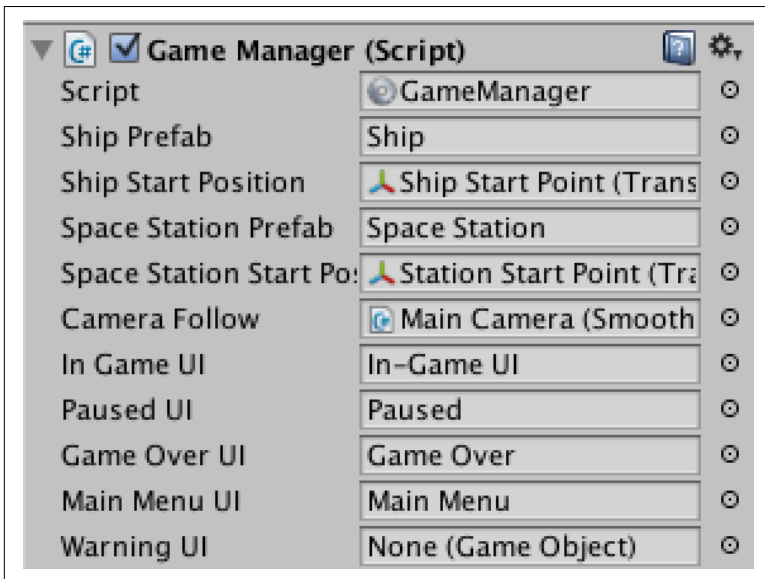 Game Manager (Script)
Script GameManager
Ship Prefab Ship
Ship Start Position Ship Start Point (Trans
Space Station Prefab Space Station
Space Station Start Pos Station Start Point (Tra
Camera Follow Main Camera (Smooth
In Game UI In-Game UI
Paused UI Paused
Game Over UI Game Over
Main Menu UI Main Menu
Warning UI None (Game Object)